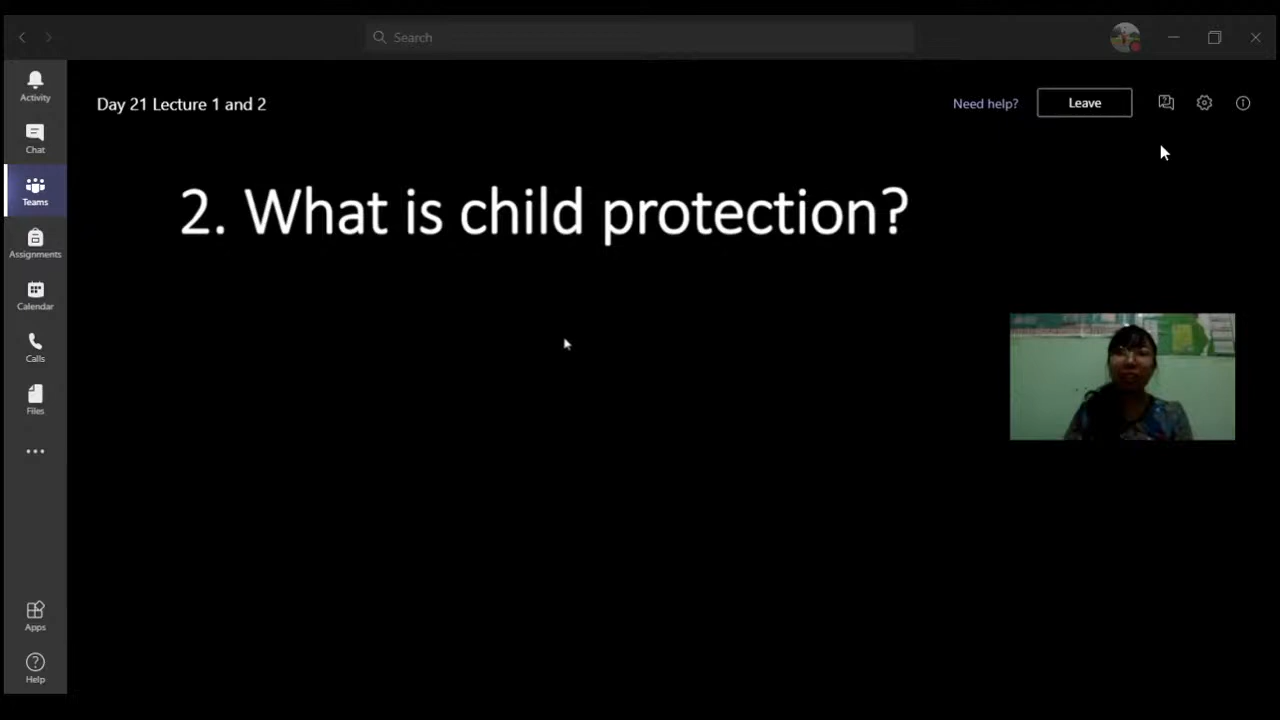 Search
Activity
Day 21 Lecture 1 and 2
Need help?
Leave
Chat
Teams
2. What is child protection?
Assignments
Calendar
Calls
Files
Apps
Help